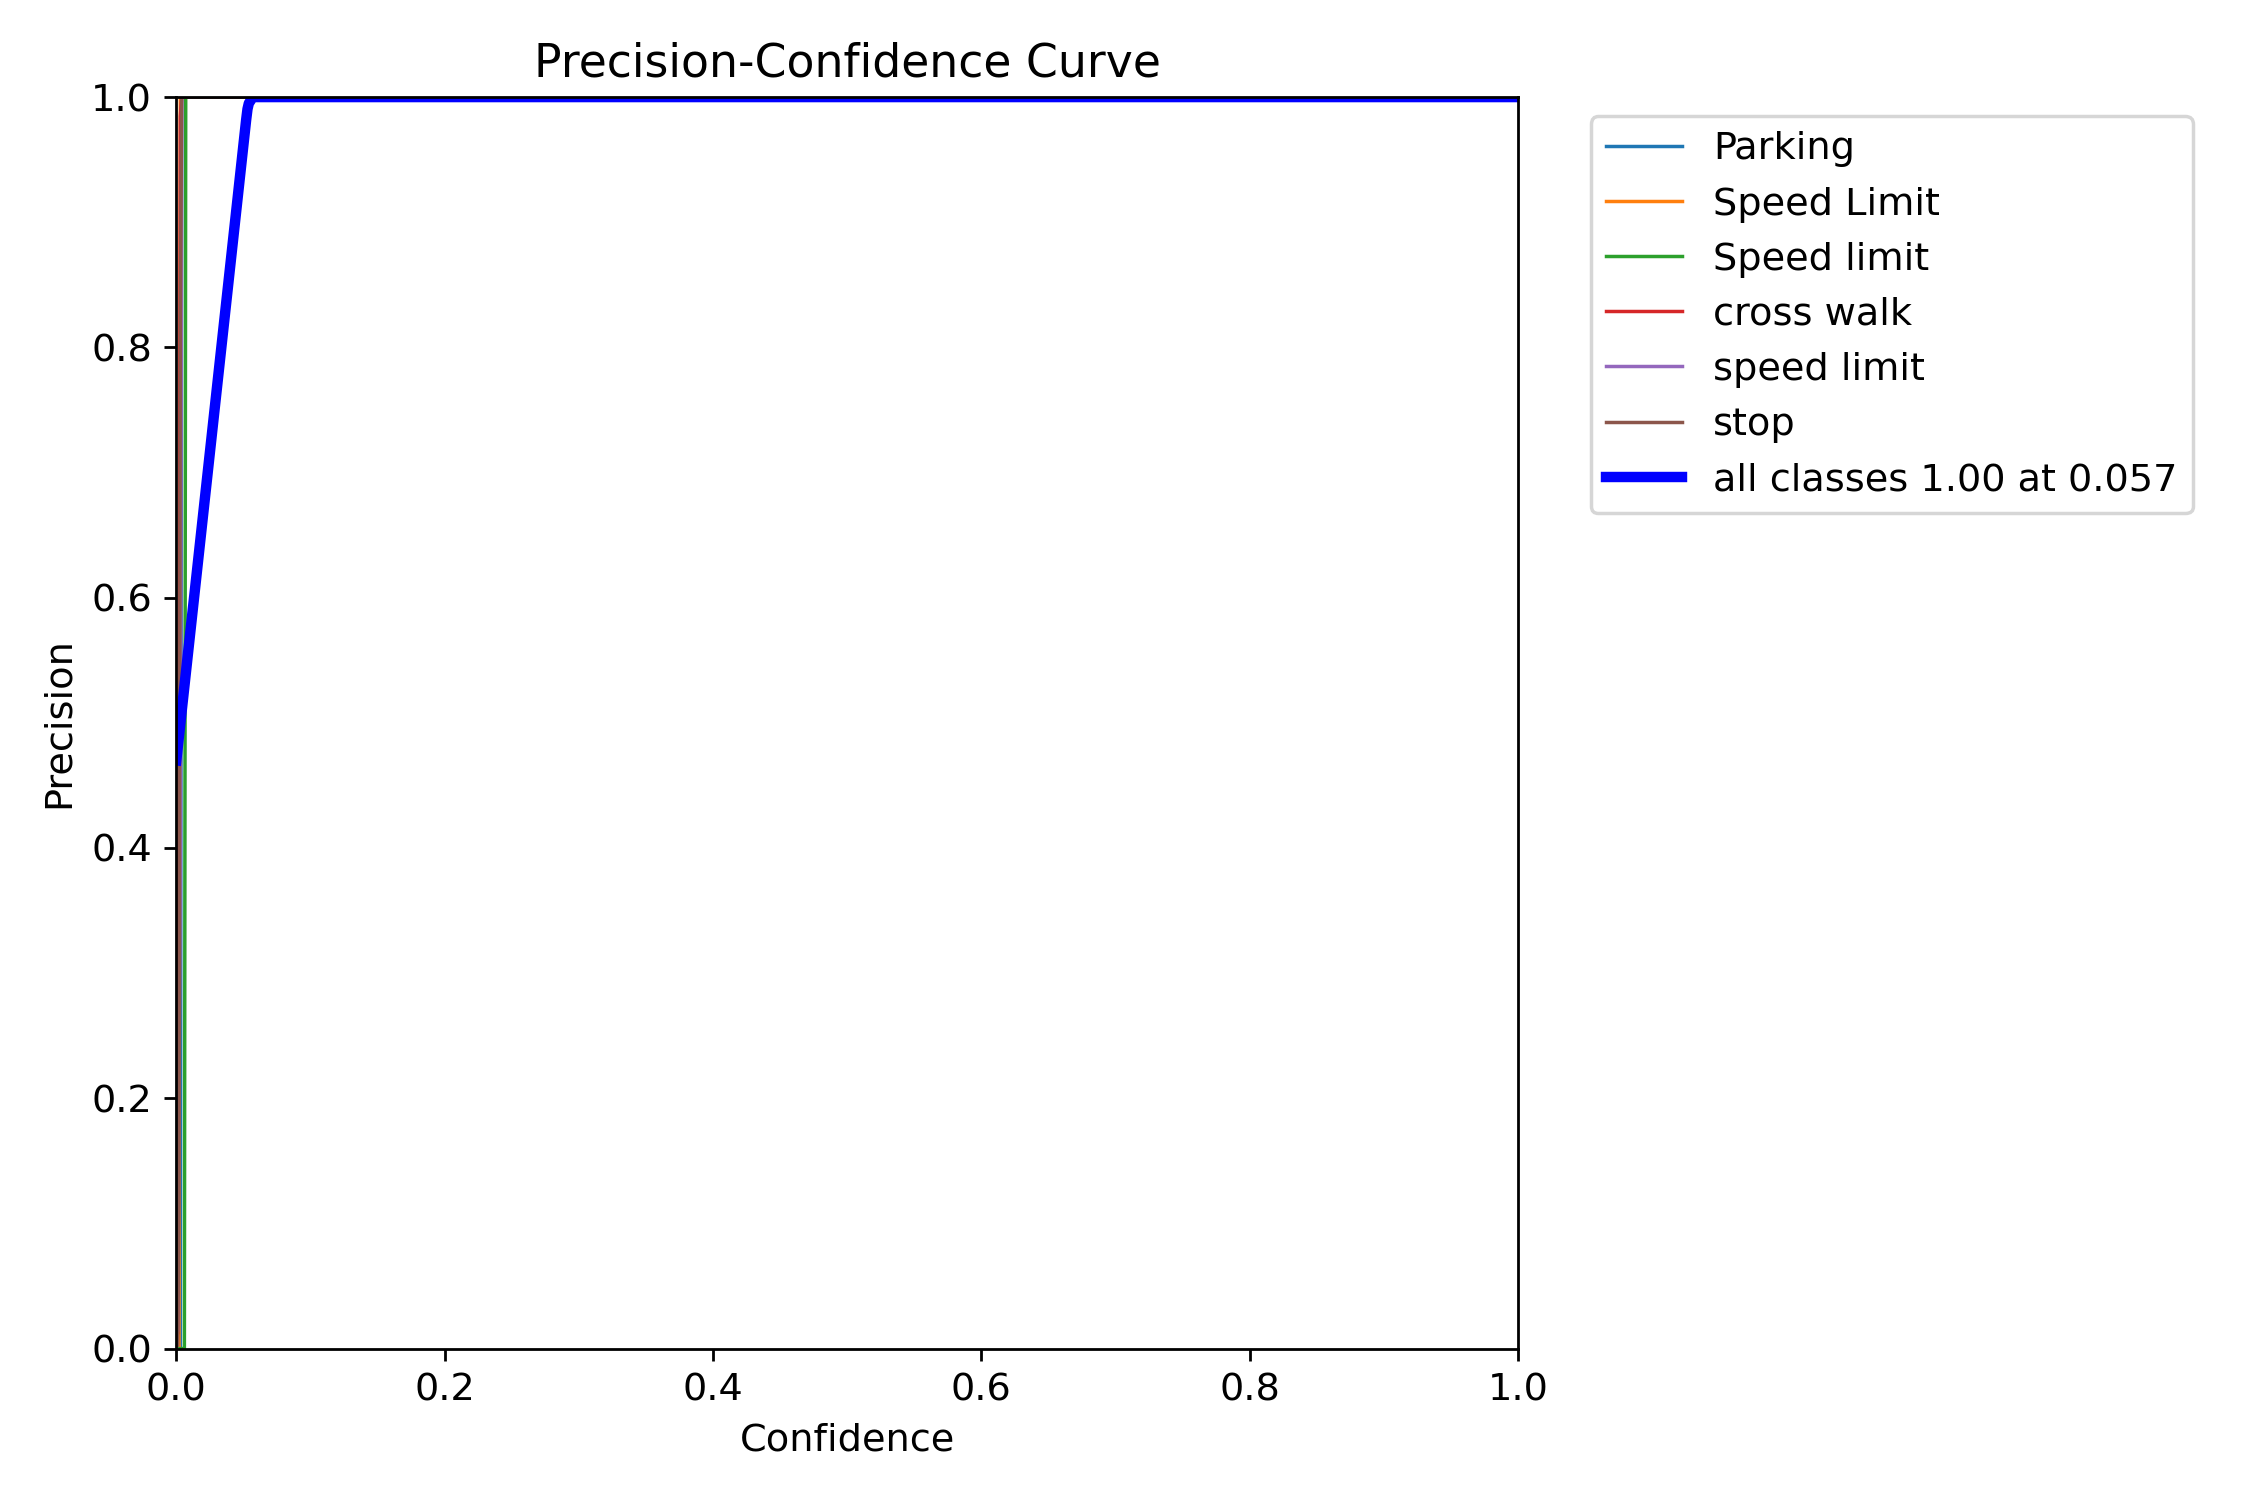 Precision-Confidence Curve
1.0
0.8
0.6
0.4
0.2
0.0
Precision
0.0 0.2 0.4 0.6 0.8 1.0
Confidence
Parking
Speed Limit
Speed limit
cross walk
speed limit
stop
all classes 1.00 at 0.057